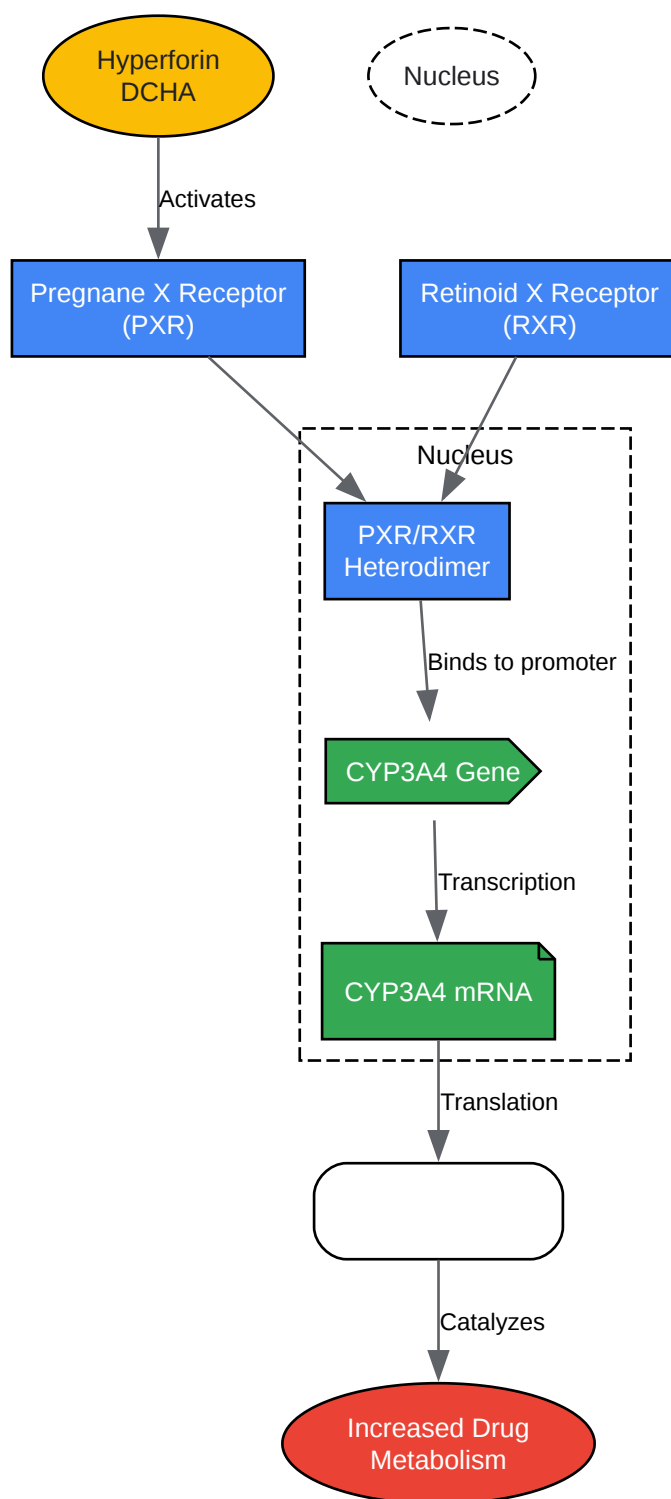 Hyperforin
DCHA
Nucleus
Activates
Pregnane X Receptor
(PXR)
Retinoid X Receptor
(RXR)
Nucleus
PXR/RXR
Heterodimer
Binds to promoter
CYP3A4 Gene
Transcription
CYP3A4 mRNA
Translation
Catalyzes
Increased Drug
Metabolism